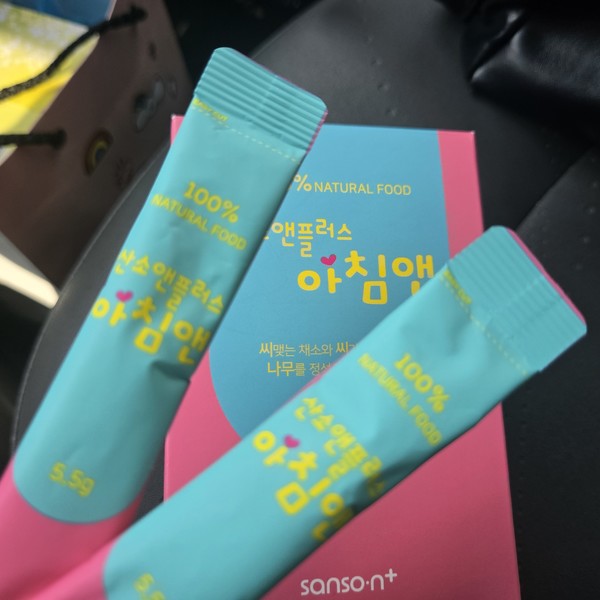 100%
NATURAL FOOD
산소앤플러스
아침앤
5.5g
% NATURAL FOOD
앤플러스
아침앤
씨맺는 채소와
나무를
sanso·n+
100%
NATURAL FOOD
산소앤플러스
아침앤